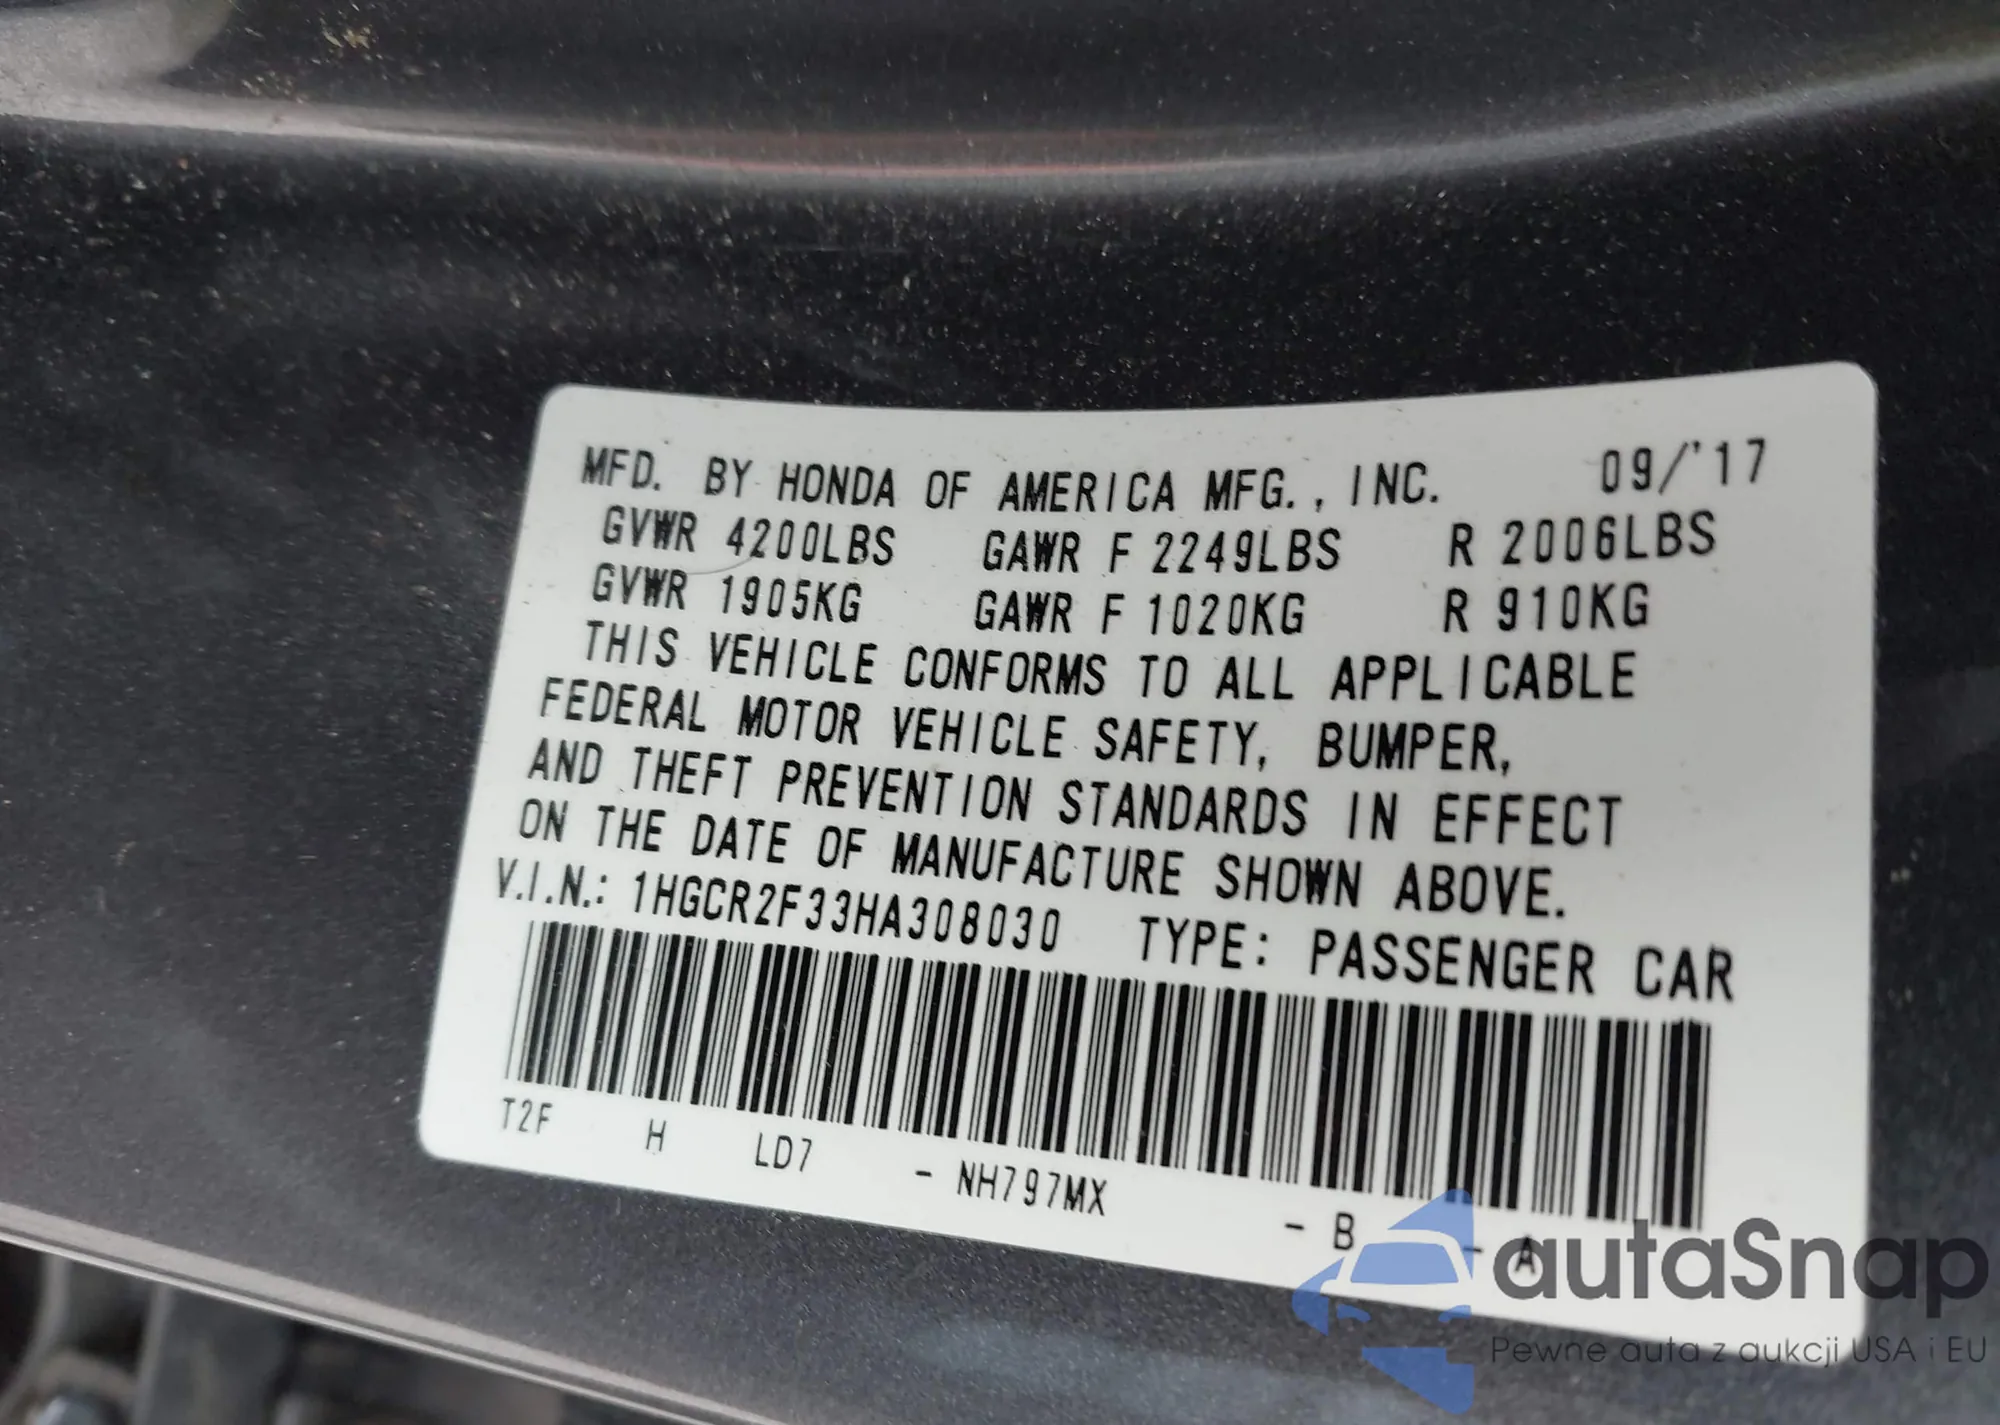 MFD. BY HONDA OF AMERICA MFG., INC. 09/'17
GVWR 4200LBS GAWR F 2249LBS R 2006LBS
GVWR 1905KG GAWR F 1020KG R 910KG
THIS VEHICLE CONFORMS TO ALL APPLICABLE
FEDERAL MOTOR VEHICLE SAFETY, BUMPER,
AND THEFT PREVENTION STANDARDS IN EFFECT
ON THE DATE OF MANUFACTURE SHOWN ABOVE.
V.I.N.: 1HGCR2F33HA308030 TYPE: PASSENGER CAR
T2F H LD7 - NH797MX - B - A
autaSnap
Pewne auta z aukcji USA i EU